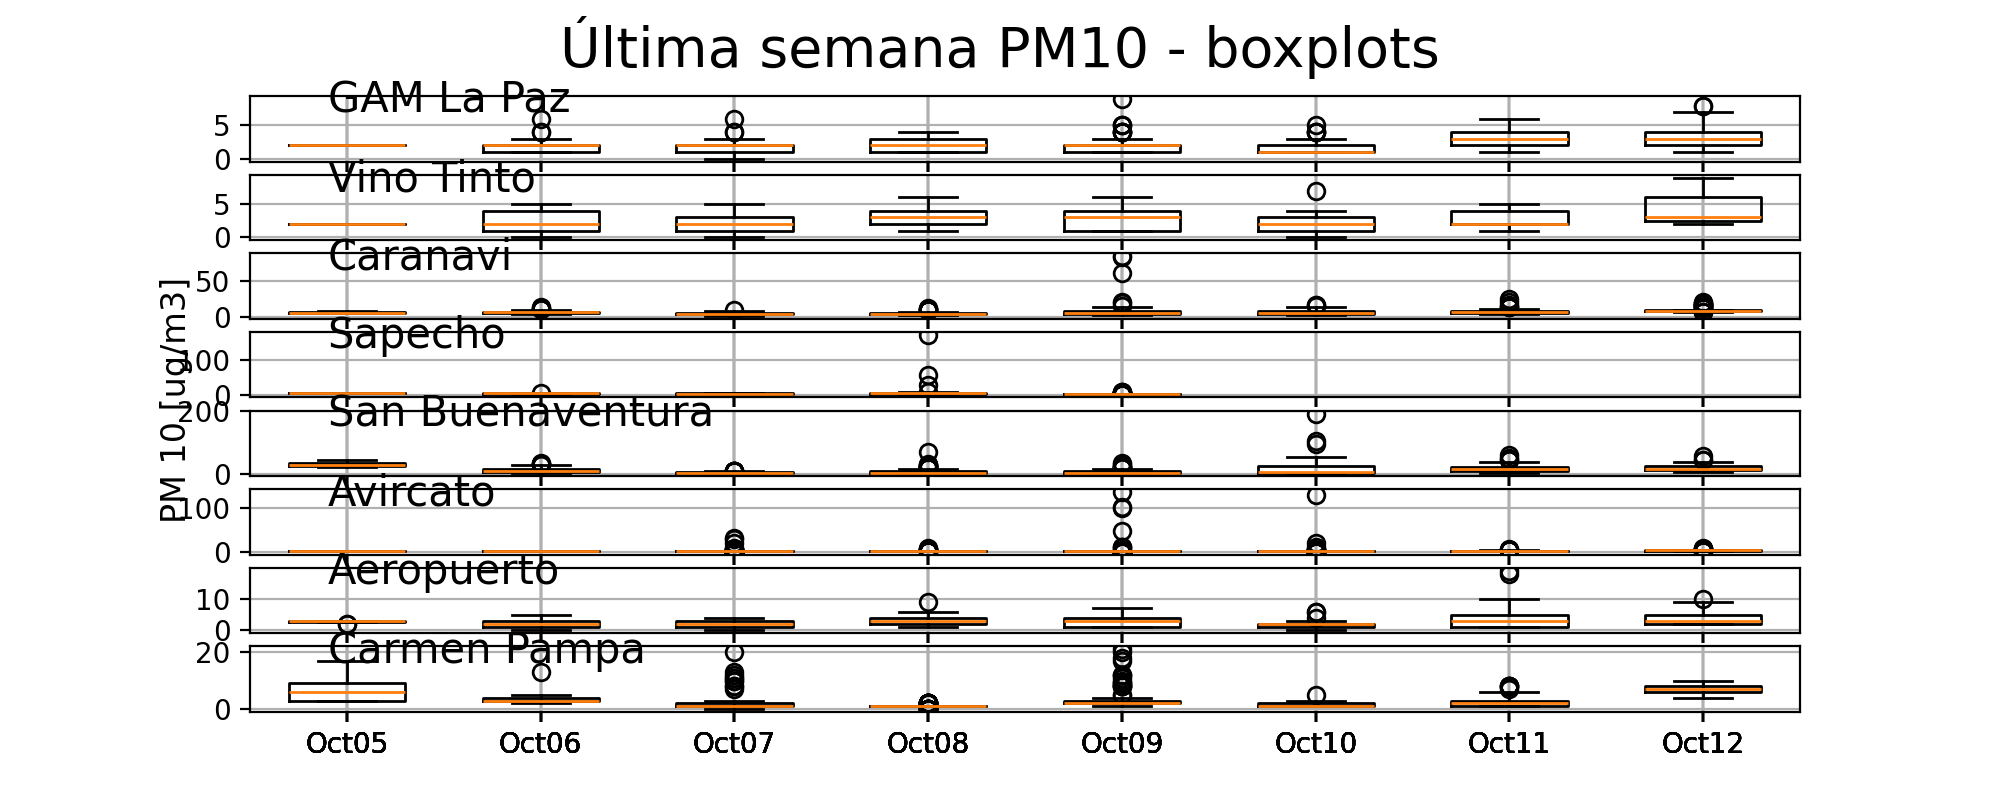 Última semana PM10 - boxplots
GAM La Paz
5
0
Vino Tinto
5
0
Caranavi
50
0
Sapecho
100
0
San Buenaventura
200
0
Avircato
100
0
Aeropuerto
10
0
Carmen Pampa
20
0
PM 10 [ug/m3]
Oct05 Oct06 Oct07 Oct08 Oct09 Oct10 Oct11 Oct12